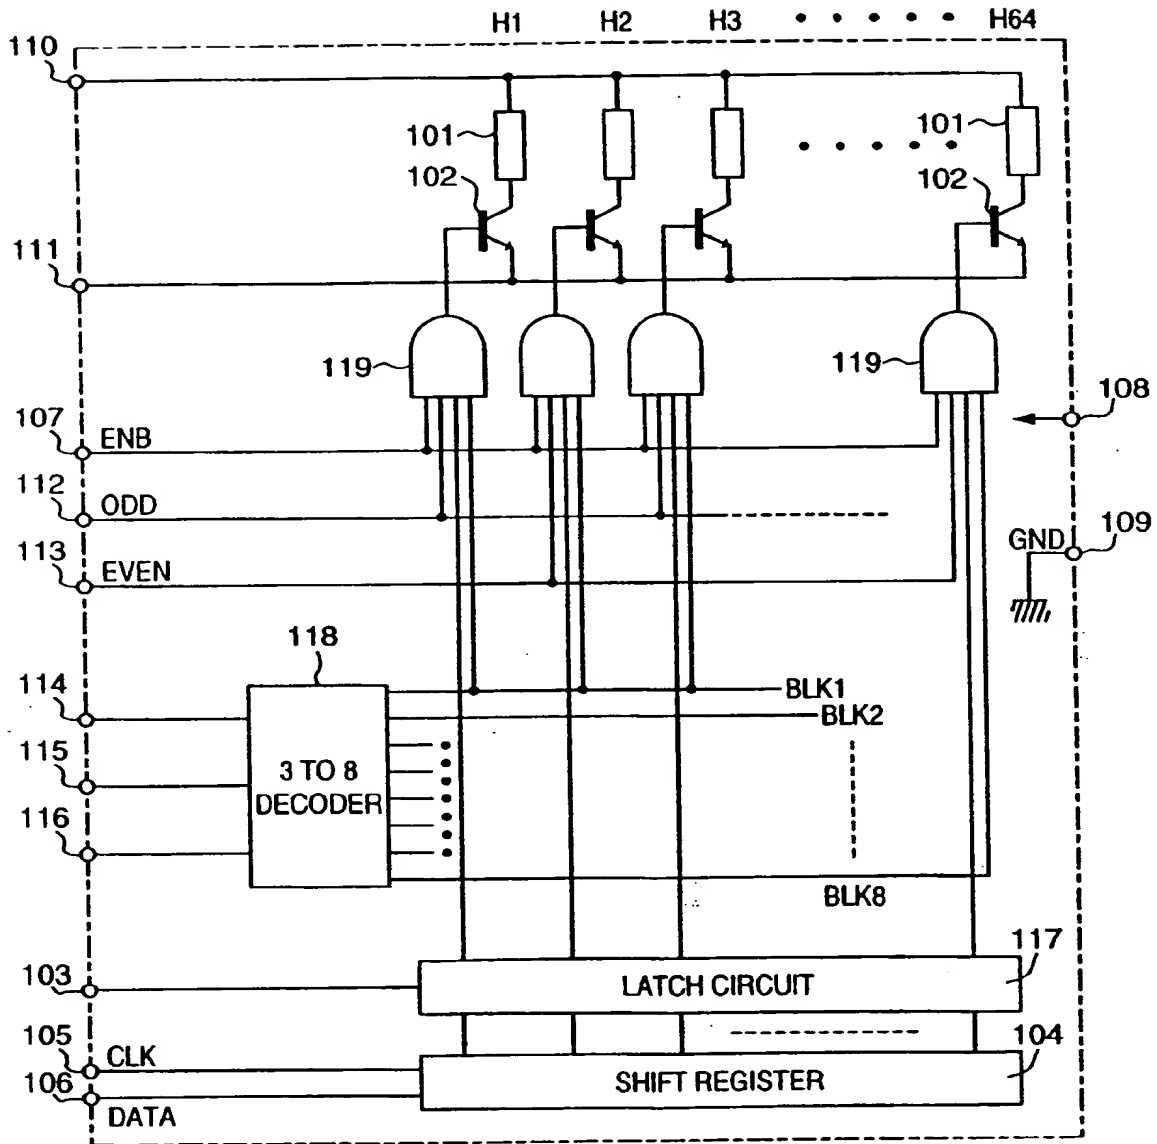 H1 H2 H3 H64
110
101 101
102 102
111
119 119
108
107 ENB
112 ODD
109
GND
113 EVEN
118
114
BLK1
BLK2
115
3 TO 8
DECODER
116
BLK8
117
103
LATCH CIRCUIT
104
105 CLK
SHIFT REGISTER
106
DATA